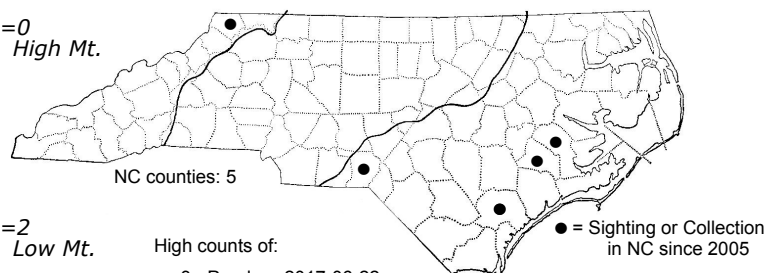 =0
High Mt.
NC counties: 5
=2
Low Mt.
High counts of:
● = Sighting or Collection
in NC since 2005